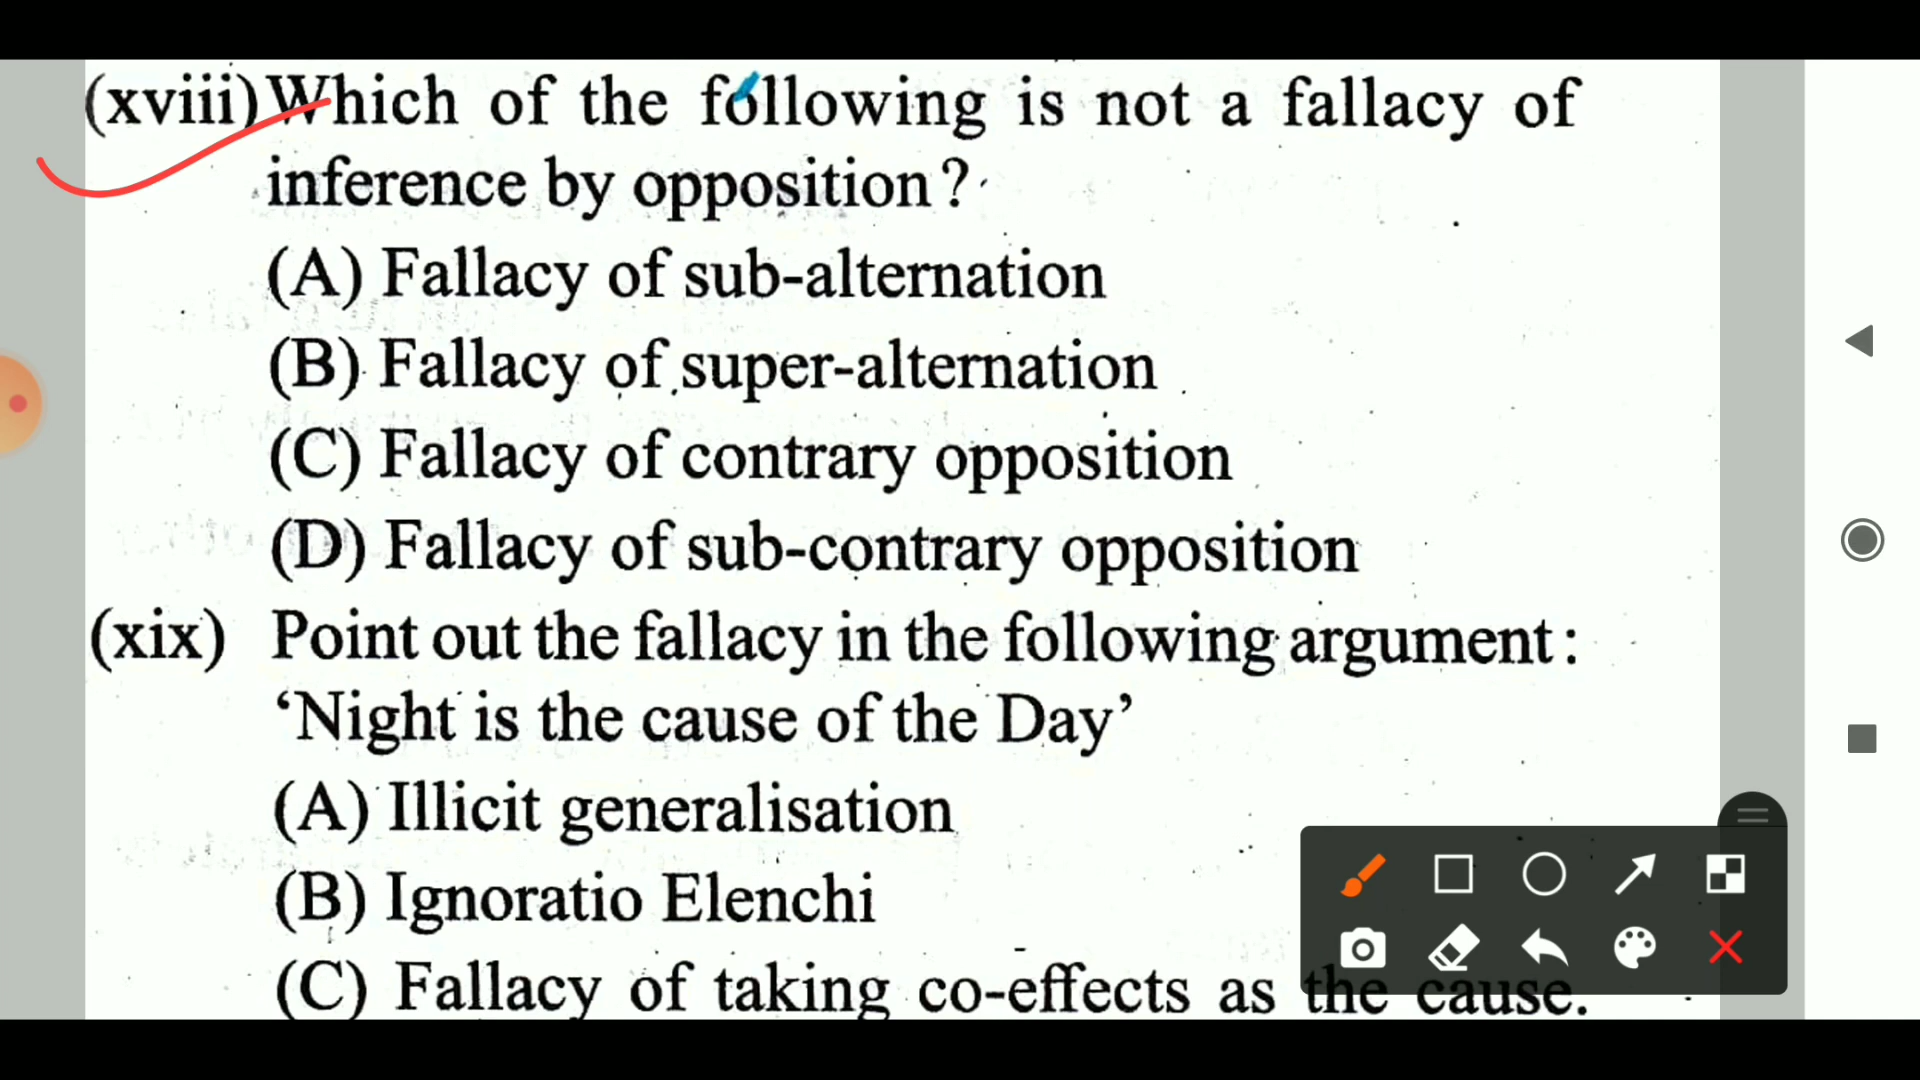 (xviii) Which of the following is not a fallacy of
inference by opposition?
(A) Fallacy of sub-alternation
(B) Fallacy of super-alternation
(C) Fallacy of contrary opposition
(D) Fallacy of sub-contrary opposition
(xix) Point out the fallacy in the following argument:
‘Night is the cause of the Day’
(A) Illicit generalisation
(B) Ignoratio Elenchi
(C) Fallacy of taking co-effects as the cause.